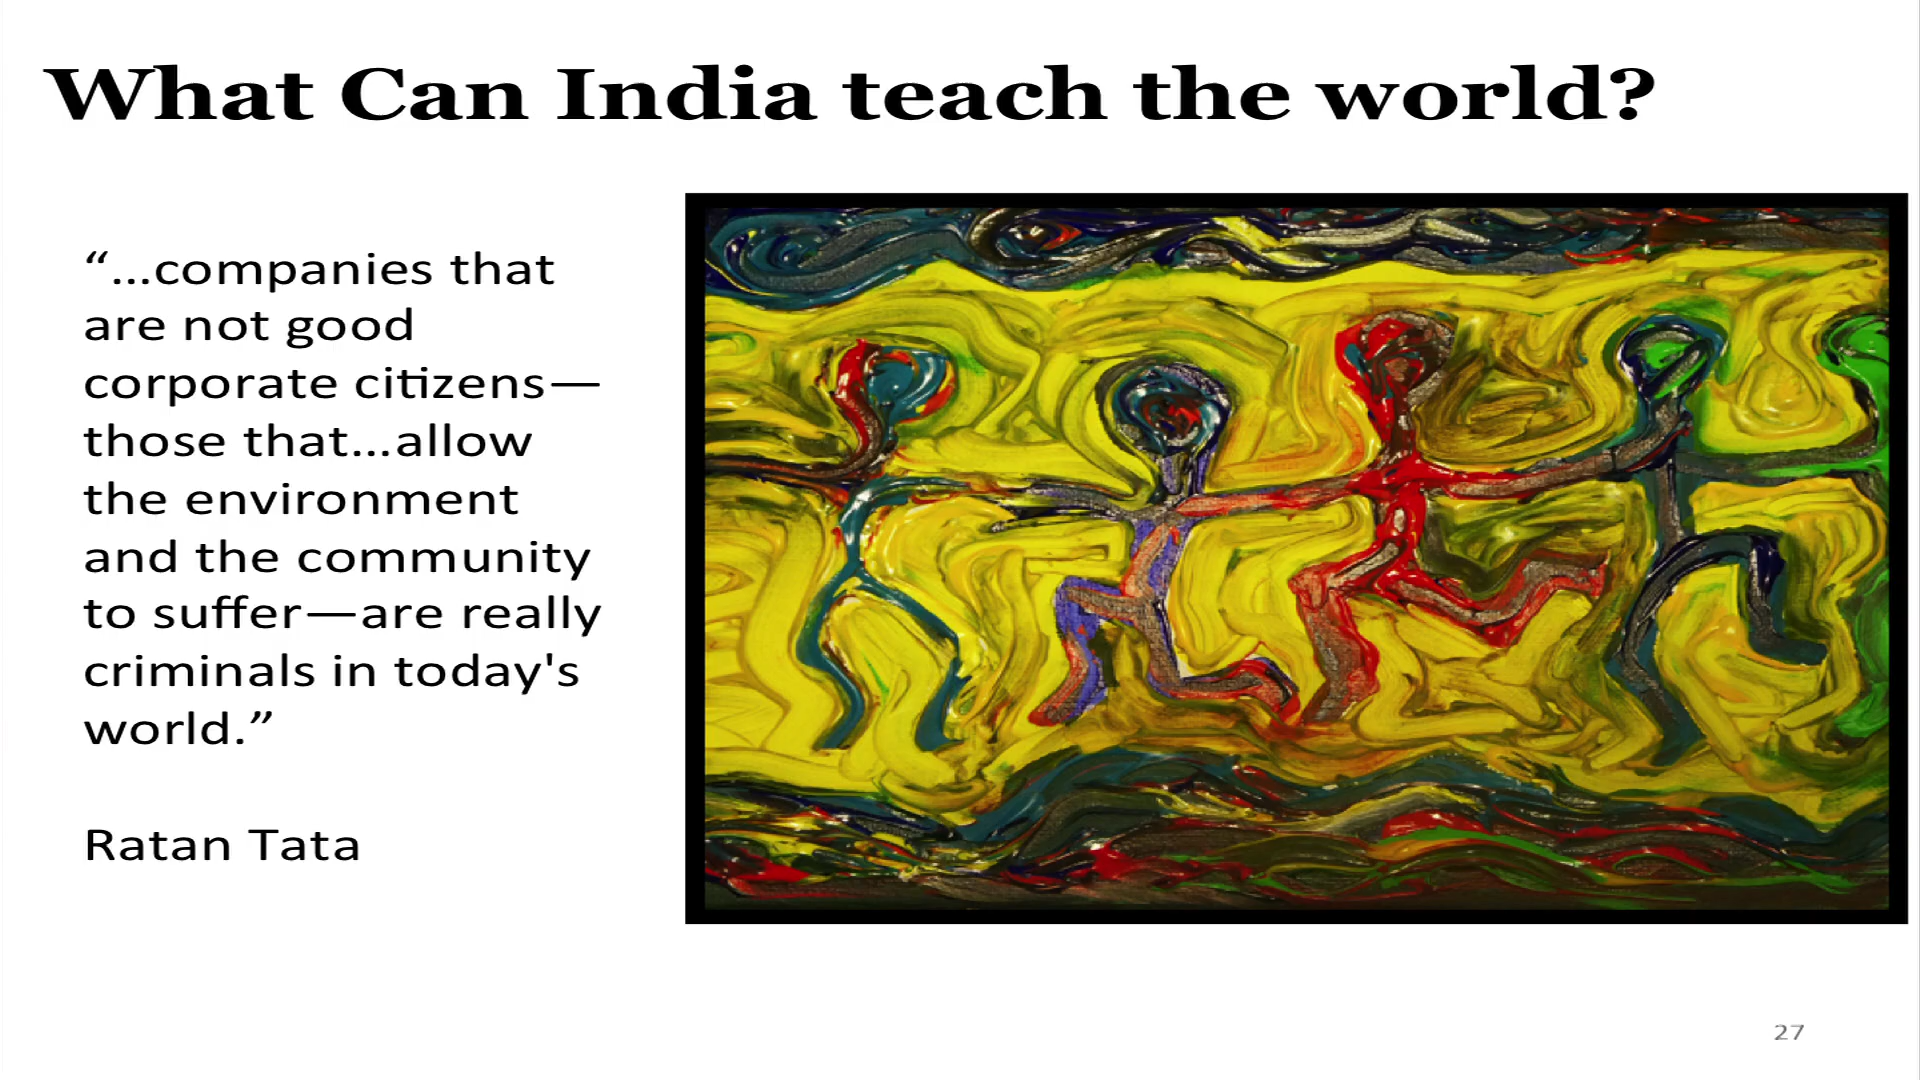 What Can India teach the world?
“…companies that
are not good
corporate citizens—
those that…allow
the environment
and the community
to suffer—are really
criminals in today's
world.”
Ratan Tata
27